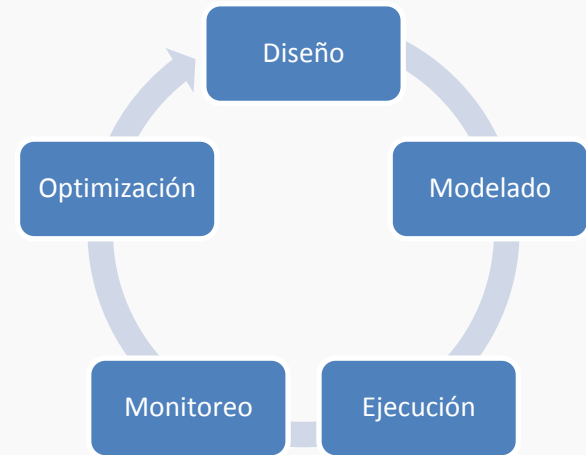 Diseño
Modelado
Ejecución
Monitoreo
Optimización